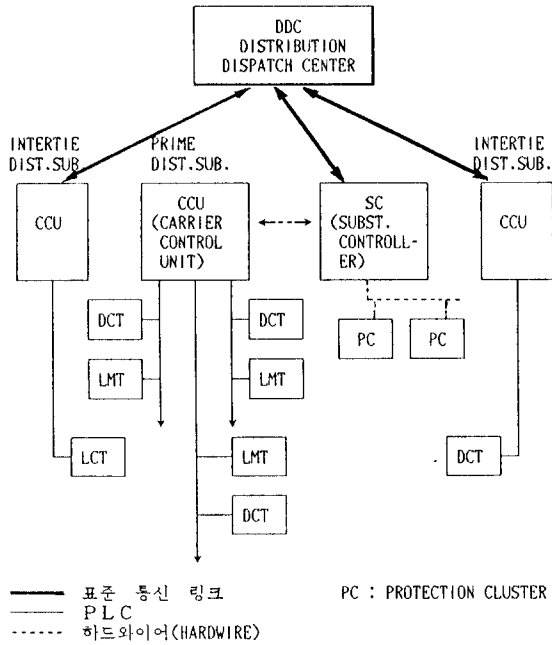 DDC
DISTRIBUTION
DISPATCH CENTER
INTERTIE
DIST.SUB.
PRIME
DIST.SUB.
INTERTIE
DIST.SUB.
CCU
CCU
(CARRIER
CONTROL
UNIT)
SC
(SUBST.
CONTROLL-
ER)
CCU
DCT
DCT
PC
PC
LMT
LMT
LCT
LMT
DCT
DCT
표준 통신 링크
PLC
하드와이어(HARDWIRE)
PC : PROTECTION CLUSTER